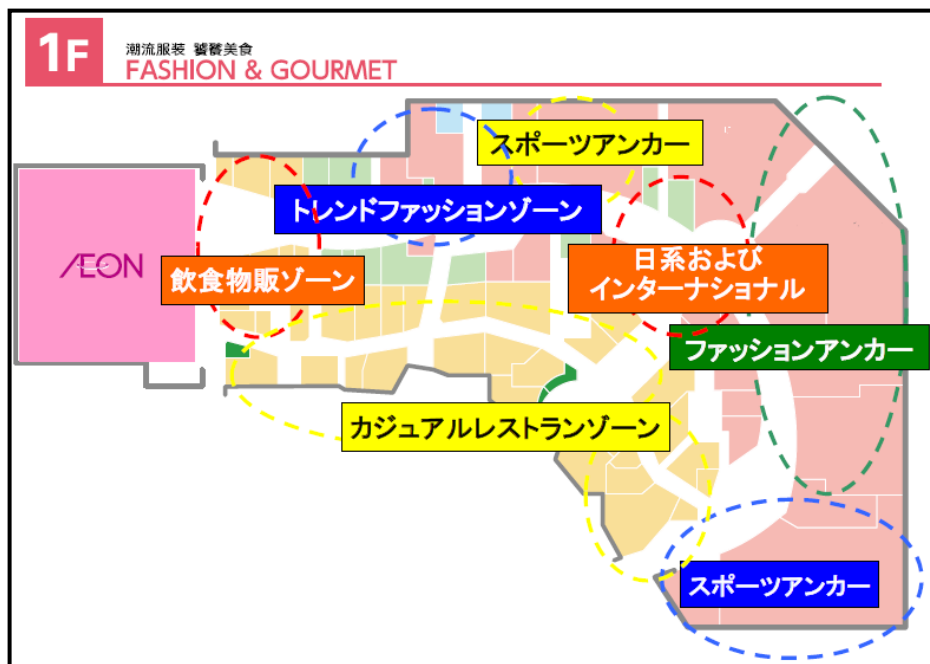 1F
潮流服装 饕餮美食
FASHION & GOURMET
スポーツアンカー
トレンドファッションゾーン
日系および
インターナショナル
ÆON
飲食物販ゾーン
ファッションアンカー
カジュアルレストランゾーン
スポーツアンカー